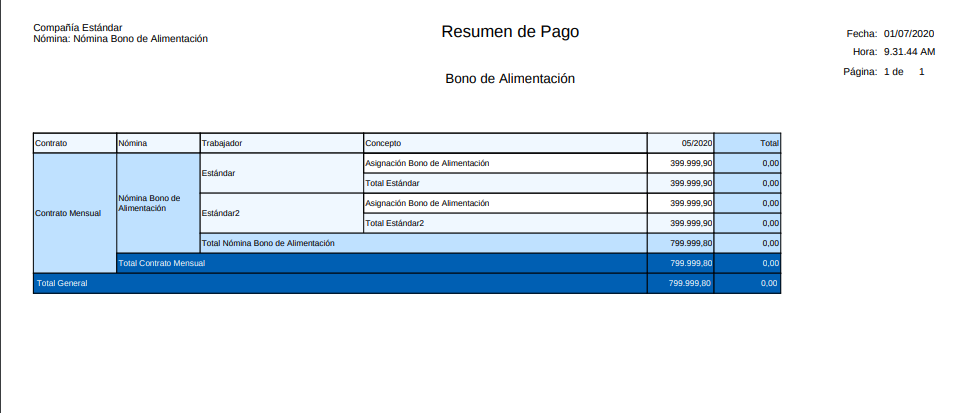 Compañía Estándar
Nómina: Nómina Bono de Alimentación
Resumen de Pago
Bono de Alimentación
Fecha: 01/07/2020
Hora: 9.31.44 AM
Página: 1 de 1
Contrato Nómina Trabajador Concepto 05/2020 Total
Contrato Mensual
Nómina Bono de
Alimentación
Estándar
Asignación Bono de Alimentación 399.999,90 0,00
Total Estándar 399.999,90 0,00
Estándar2
Asignación Bono de Alimentación 399.999,90 0,00
Total Estándar2 399.999,90 0,00
Total Nómina Bono de Alimentación 799.999,80 0,00
Total Contrato Mensual 799.999,80 0,00
Total General 799.999,80 0,00